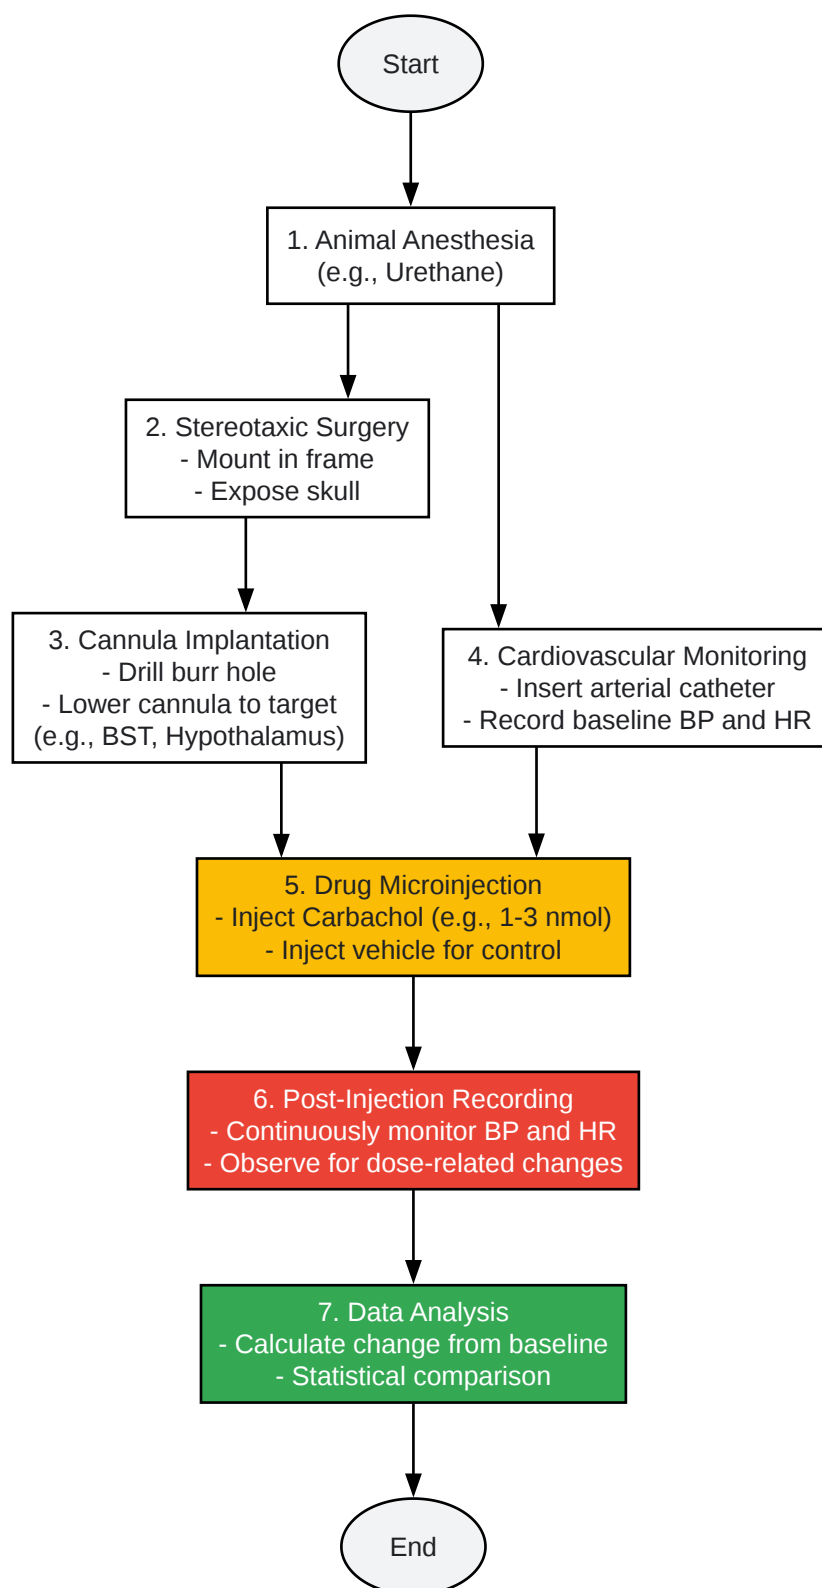 Start
1. Animal Anesthesia
(e.g., Urethane)
2. Stereotaxic Surgery
- Mount in frame
- Expose skull
3. Cannula Implantation
- Drill burr hole
- Lower cannula to target
(e.g., BST, Hypothalamus)
4. Cardiovascular Monitoring
- Insert arterial catheter
- Record baseline BP and HR
5. Drug Microinjection
- Inject Carbachol (e.g., 1-3 nmol)
- Inject vehicle for control
6. Post-Injection Recording
- Continuously monitor BP and HR
- Observe for dose-related changes
7. Data Analysis
- Calculate change from baseline
- Statistical comparison
End